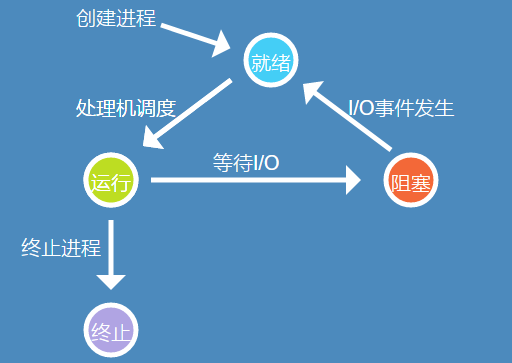 创建进程
就绪
处理机调度
I/O事件发生
等待I/O
运行
阻塞
终止进程
终止